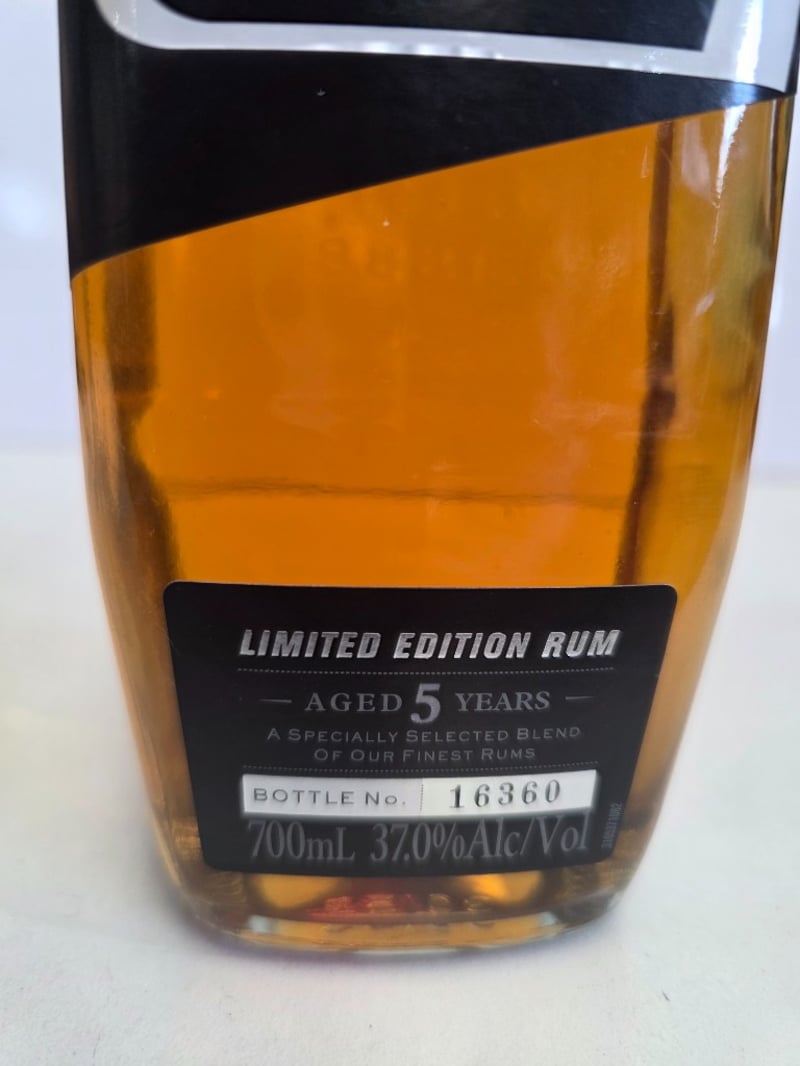 LIMITED EDITION RUM
AGED 5 YEARS
A SPECIALLY SELECTED BLEND
OF OUR FINEST RUMS
BOTTLE No. 16360
700mL 37.0%Alc/Vol